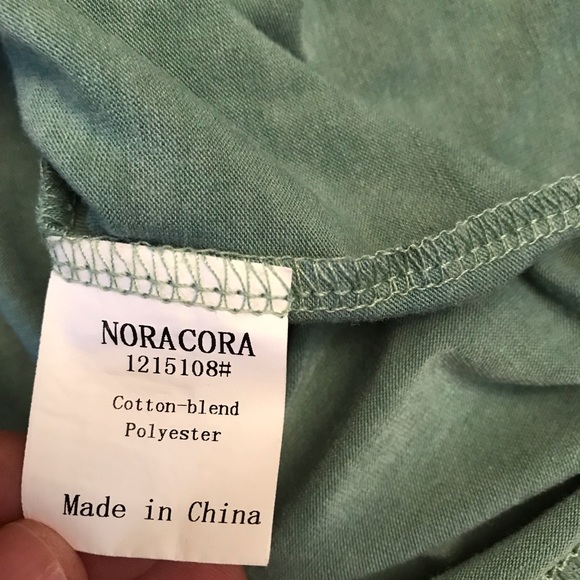 NORACORA
1215108#
Cotton-blend
Polyester
Made in China